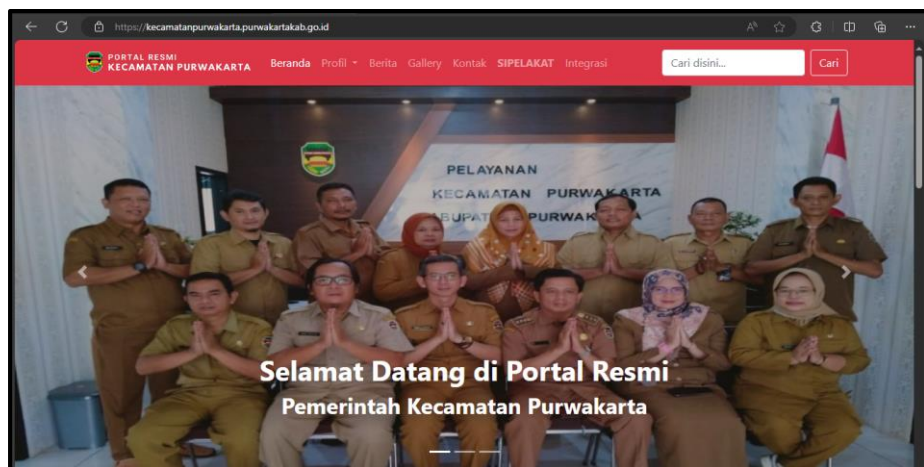 https://kecamatanpurwakarta.purwakartakab.go.id
PORTAL RESMI
KECAMATAN PURWAKARTA
Beranda Profil Berita Gallery Kontak SIPELAKAT Integrasi
Cari disini...
Cari
PELAYANAN
KECAMATAN PURWAKARTA
PURWAK
Selamat Datang di Portal Resmi
Pemerintah Kecamatan Purwakarta